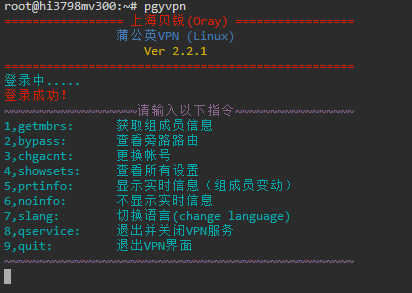 root@hi3798mv300:~# pgyvpn
================ 上海贝锐(Oray) ================
蒲公英VPN (Linux)
Ver 2.2.1
================================================
登录中.....
登录成功!
~~~~~~~~~~~~~~~~~~请输入以下指令~~~~~~~~~~~~~~~~
1,getmbrs: 获取组成员信息
2,bypass: 查看旁路路由
3,chgacnt: 更换帐号
4,showsets: 查看所有设置
5,prtinfo: 显示实时信息（组成员变动）
6,noinfo: 不显示实时信息
7,slang: 切换语言(change language)
8,qservice: 退出并关闭VPN服务
9,quit: 退出VPN界面
~~~~~~~~~~~~~~~~~~~~~~~~~~~~~~~~~~~~~~~~~~~~~~~~